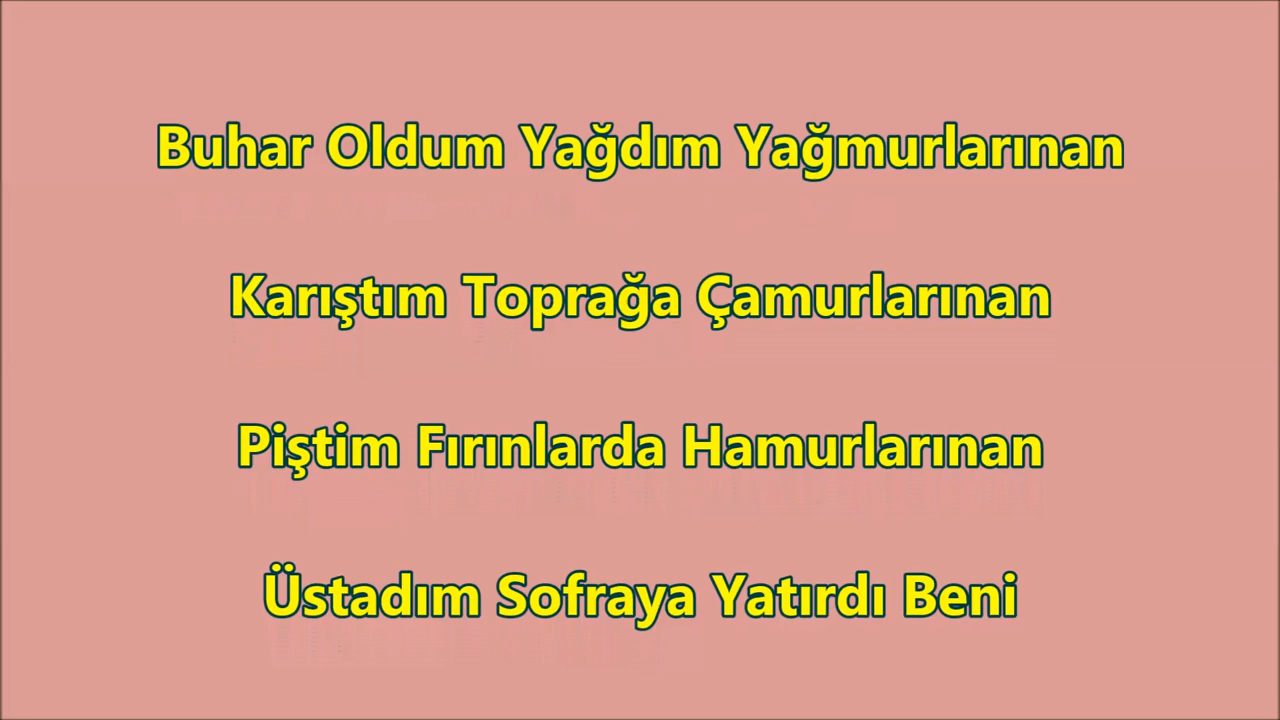 Buhar Oldum Yağdım Yağmurlarınan
Karıştım Toprağa Çamurlarınan
Piştim Fırınlarda Hamurlarınan
Üstadım Sofraya Yatırdı Beni